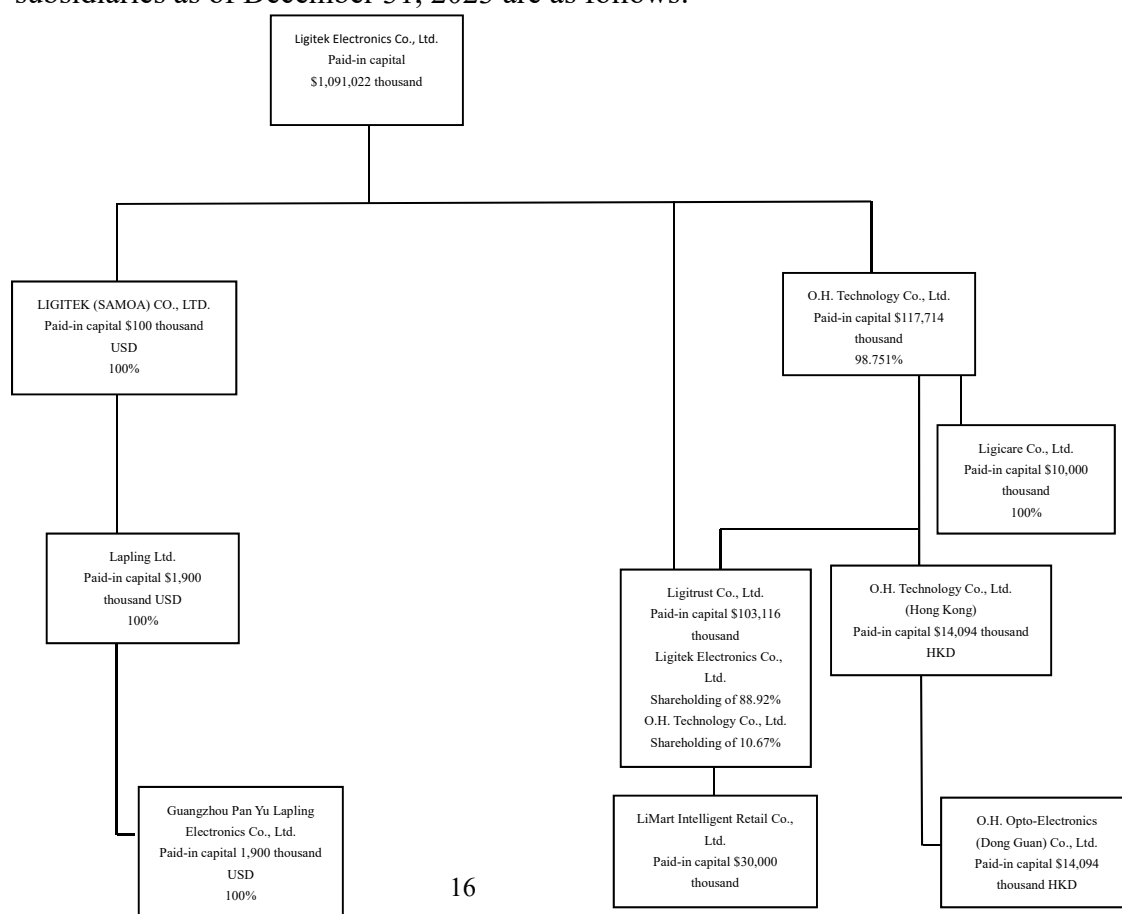 subsidiaries as of December 31, 2023 are as follows:
Ligitek Electronics Co., Ltd.
Paid-in capital
$1,091,022 thousand
LIGITEK (SAMOA) CO., LTD.
Paid-in capital $100 thousand
USD
100%
O.H. Technology Co., Ltd.
Paid-in capital $117,714
thousand
98.751%
Ligicare Co., Ltd.
Paid-in capital $10,000
thousand
100%
Lapling Ltd.
Paid-in capital $1,900
thousand USD
100%
Ligitrust Co., Ltd.
Paid-in capital $103,116
thousand
Ligitek Electronics Co.,
Ltd.
Shareholding of 88.92%
O.H. Technology Co., Ltd.
Shareholding of 10.67%
O.H. Technology Co., Ltd.
(Hong Kong)
Paid-in capital $14,094 thousand
HKD
Guangzhou Pan Yu Lapling
Electronics Co., Ltd.
Paid-in capital 1,900 thousand
USD
100%
LiMart Intelligent Retail Co.,
Ltd.
Paid-in capital $30,000
thousand
O.H. Opto-Electronics
(Dong Guan) Co., Ltd.
Paid-in capital $14,094
thousand HKD
16